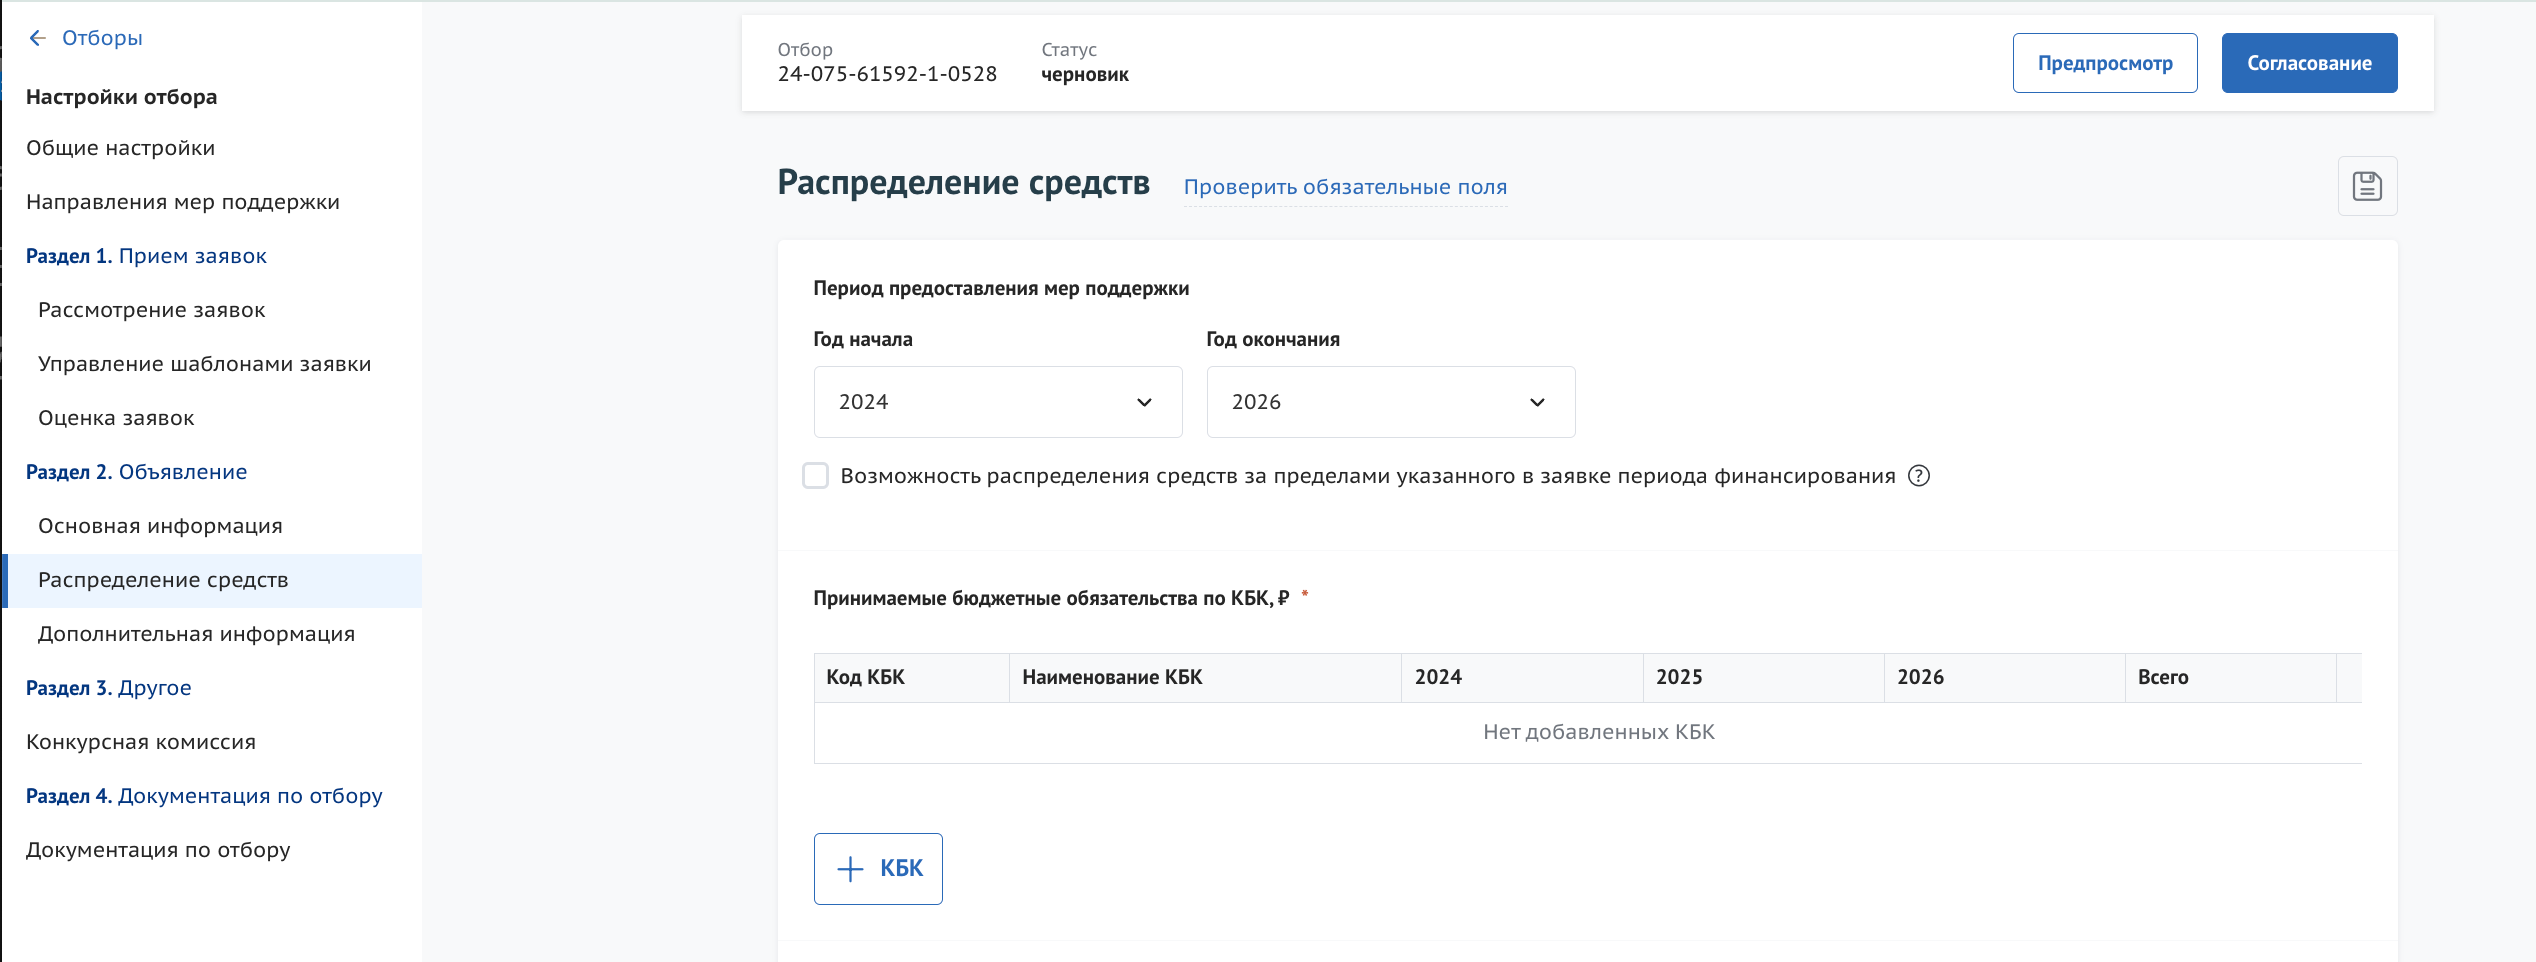 Отборы
Настройки отбора
Общие настройки
Направления мер поддержки
Раздел 1. Прием заявок
Рассмотрение заявок
Управление шаблонами заявки
Оценка заявок
Раздел 2. Объявление
Основная информация
Распределение средств
Дополнительная информация
Раздел 3. Другое
Конкурсная комиссия
Раздел 4. Документация по отбору
Документация по отбору
Отбор
24-075-61592-1-0528
Статус
черновик
Предпросмотр
Согласование
Распределение средств
Проверить обязательные поля
Период предоставления мер поддержки
Год начала
2024
Год окончания
2026
Возможность распределения средств за пределами указанного в заявке периода финансирования ?
Принимаемые бюджетные обязательства по КБК, ₽ *
Код КБК Наименование КБК 2024 2025 2026 Всего
Нет добавленных КБК
+ КБК